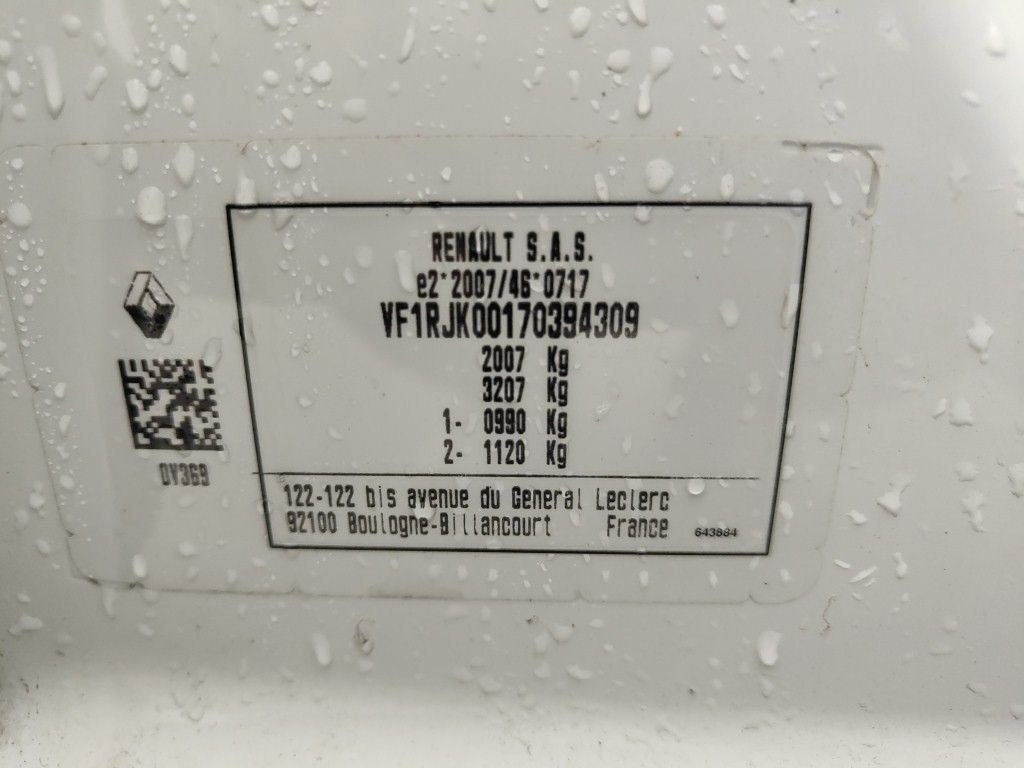 RENAULT S.A.S.
e2*2007/46*0717
VF1RJK00170394309
2007 Kg
3207 Kg
1- 0990 Kg
2- 1120 Kg
DV369
122-122 bis avenue du General Leclerc
92100 Boulogne-Billancourt France 643884